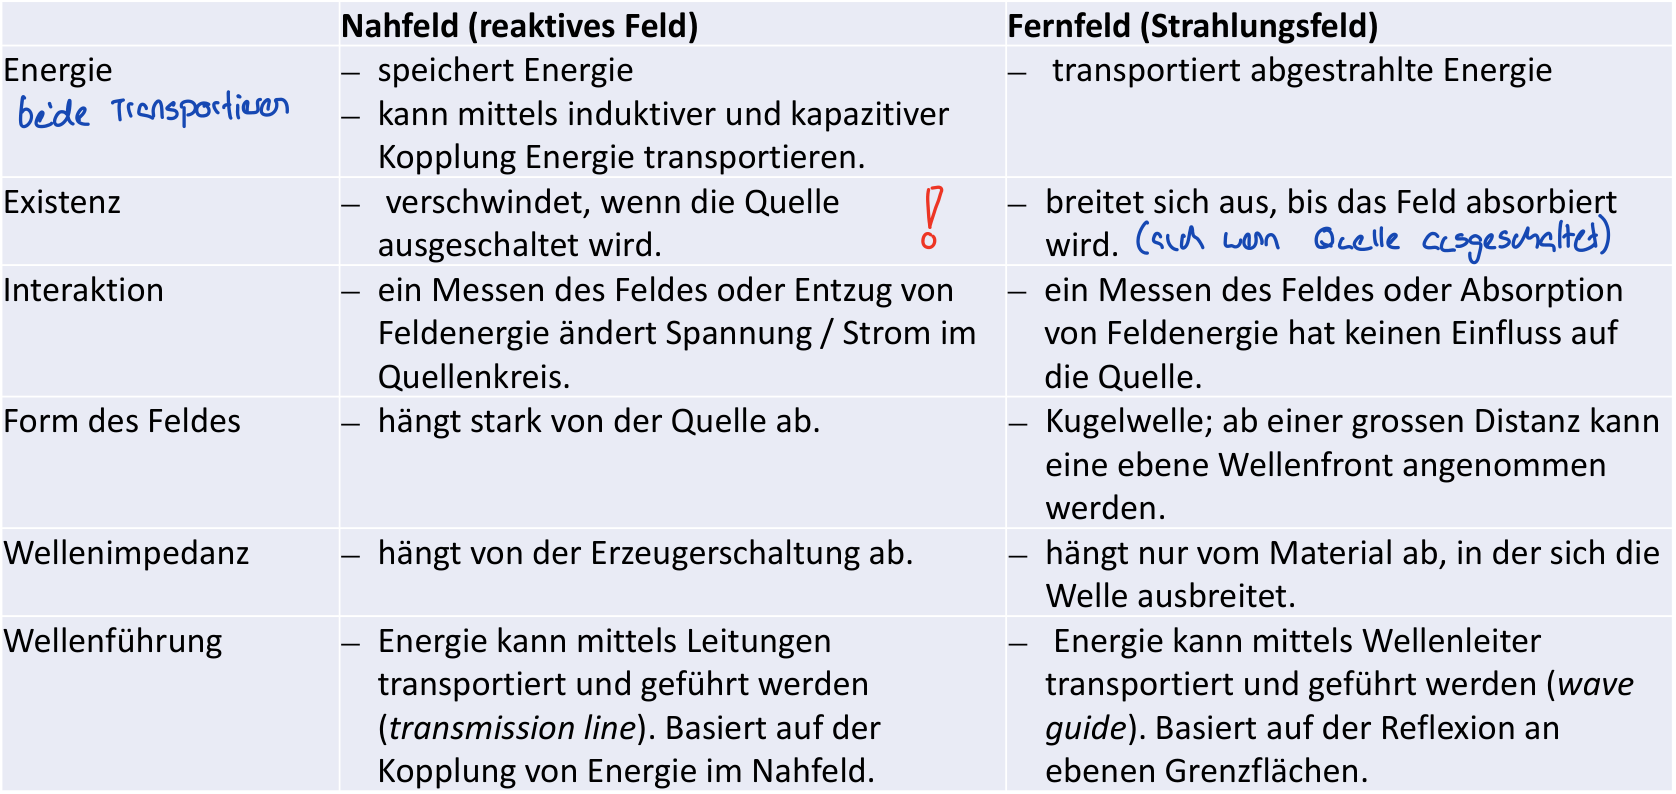 Nahfeld (reaktives Feld)
Fernfeld (Strahlungsfeld)
Energie
beide Transportieren
– speichert Energie
– kann mittels induktiver und kapazitiver
Kopplung Energie transportieren.
– transportiert abgestrahlte Energie
Existenz
– verschwindet, wenn die Quelle
ausgeschaltet wird.
!
– breitet sich aus, bis das Feld absorbiert
wird. (auch wenn Quelle ausgeschaltet)
Interaktion
– ein Messen des Feldes oder Entzug von
Feldenergie ändert Spannung / Strom im
Quellenkreis.
– ein Messen des Feldes oder Absorption
von Feldenergie hat keinen Einfluss auf
die Quelle.
Form des Feldes
– hängt stark von der Quelle ab.
– Kugelwelle; ab einer grossen Distanz kann
eine ebene Wellenfront angenommen
werden.
Wellenimpedanz
– hängt von der Erzeugerschaltung ab.
– hängt nur vom Material ab, in der sich die
Welle ausbreitet.
Wellenführung
– Energie kann mittels Leitungen
transportiert und geführt werden
(transmission line). Basiert auf der
Kopplung von Energie im Nahfeld.
– Energie kann mittels Wellenleiter
transportiert und geführt werden (wave
guide). Basiert auf der Reflexion an
ebenen Grenzflächen.